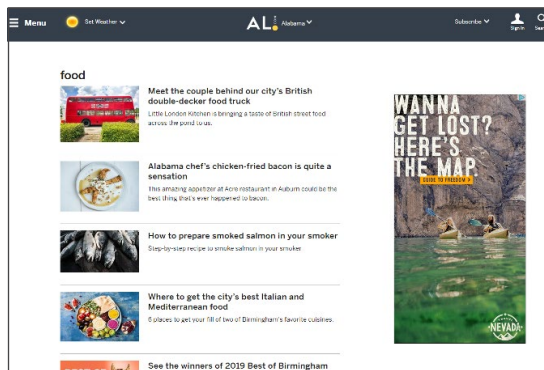 Menu
Set Weather
AL
Alabama
Subscribe
Sign In
food
Meet the couple behind our city's British
double-decker food truck
Little London Kitchen is bringing a taste of British street food
across the pond to us.
Alabama chef's chicken-fried bacon is quite a
sensation
This amazing appetizer at Acre restaurant in Auburn could be the
best thing that's ever happened to bacon.
How to prepare smoked salmon in your smoker
Step-by-step recipe to smoke salmon in your smoker
Where to get the city's best Italian and
Mediterranean food
8 places to get your fill of two of Birmingham's favorite cuisines.
See the winners of 2019 Best of Birmingham
WANNA
GET LOST?
HERE'S
THE MAP.
GUIDE TO FREEDOM >
NEVADA